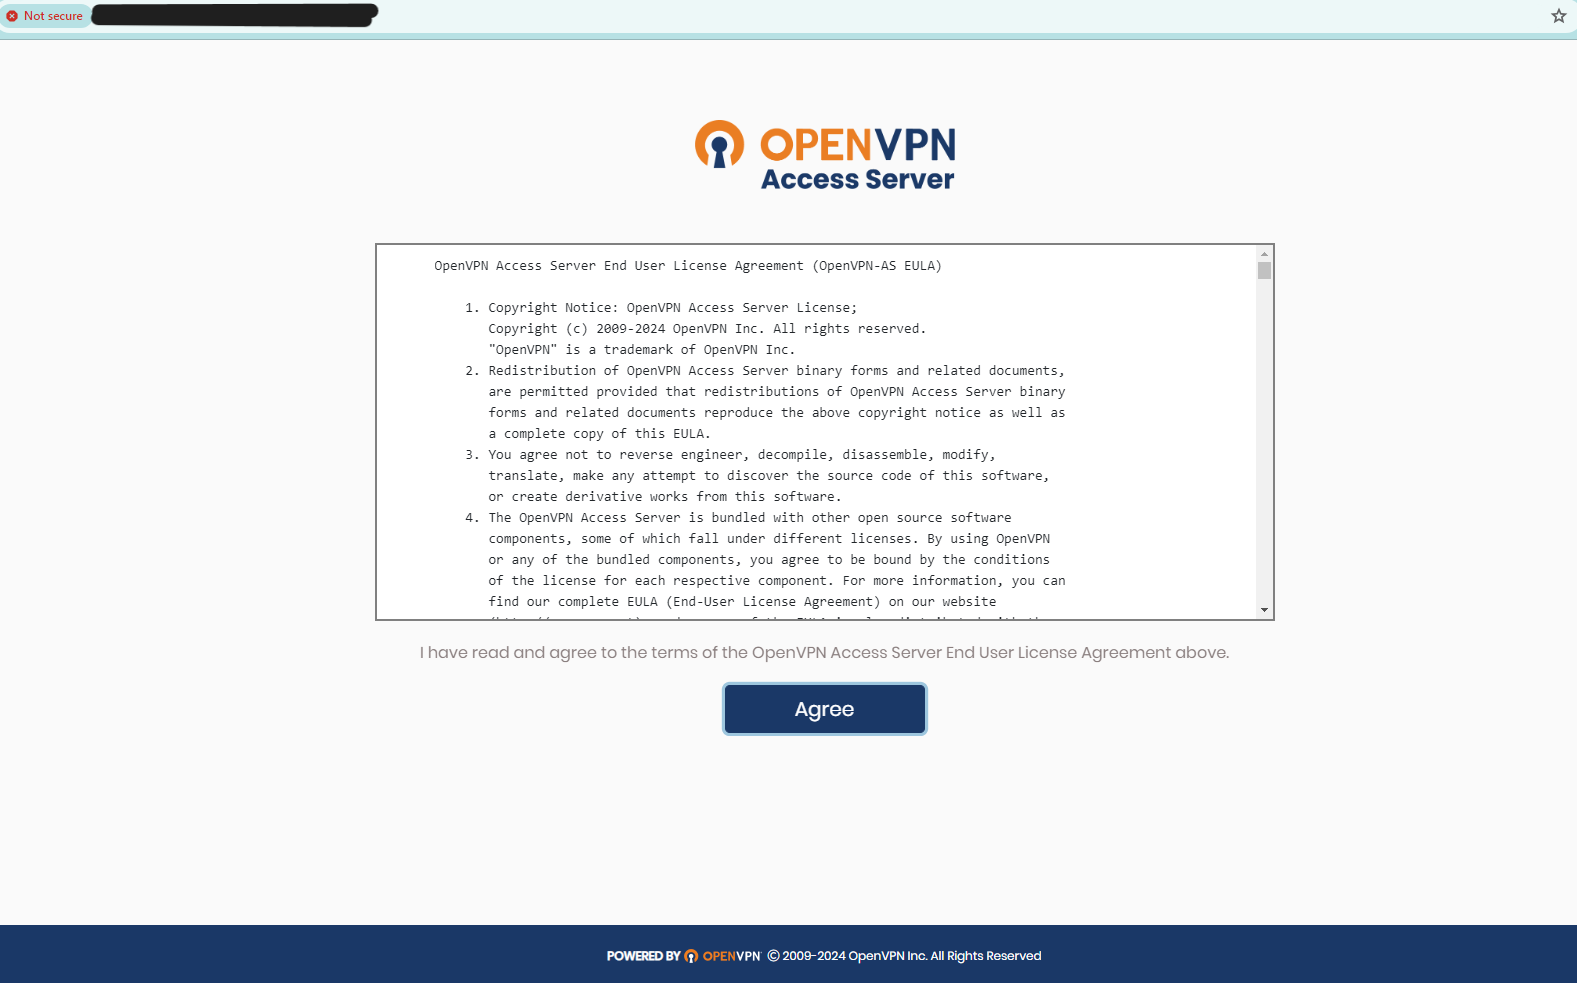 Not secure
OPENVPN
Access Server
OpenVPN Access Server End User License Agreement (OpenVPN-AS EULA)
1. Copyright Notice: OpenVPN Access Server License;
Copyright (c) 2009-2024 OpenVPN Inc. All rights reserved.
"OpenVPN" is a trademark of OpenVPN Inc.
2. Redistribution of OpenVPN Access Server binary forms and related documents,
are permitted provided that redistributions of OpenVPN Access Server binary
forms and related documents reproduce the above copyright notice as well as
a complete copy of this EULA.
3. You agree not to reverse engineer, decompile, disassemble, modify,
translate, make any attempt to discover the source code of this software,
or create derivative works from this software.
4. The OpenVPN Access Server is bundled with other open source software
components, some of which fall under different licenses. By using OpenVPN
or any of the bundled components, you agree to be bound by the conditions
of the license for each respective component. For more information, you can
find our complete EULA (End-User License Agreement) on our website
I have read and agree to the terms of the OpenVPN Access Server End User License Agreement above.
Agree
POWERED BY OPENVPN © 2009-2024 OpenVPN Inc. All Rights Reserved